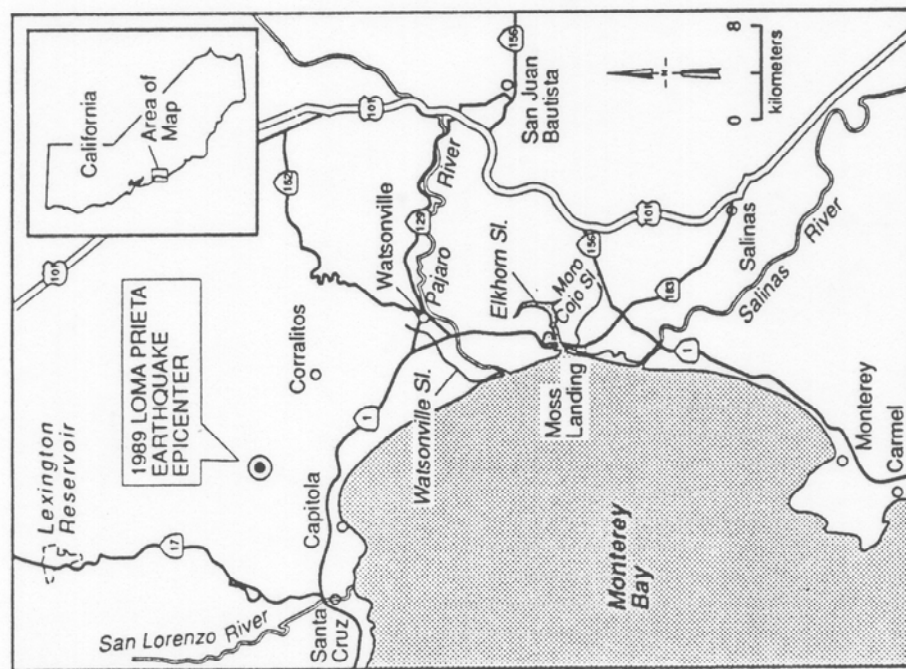 Lexington
Reservoir
1989 LOMA PRIETA
EARTHQUAKE
EPICENTER
101
California
Area of
Map
17
Corralitos
152
101
San Lorenzo River
Santa
Cruz
Capitola
1
Watsonville
Watsonville Sl.
129
Pajaro
River
156
San Juan
Bautista
Elkhorn Sl.
Moro
Cojo Sl.
156
101
N
0 8
kilometers
Moss
Landing
183
Salinas
Salinas
River
1
Monterey
Bay
Monterey
Carmel